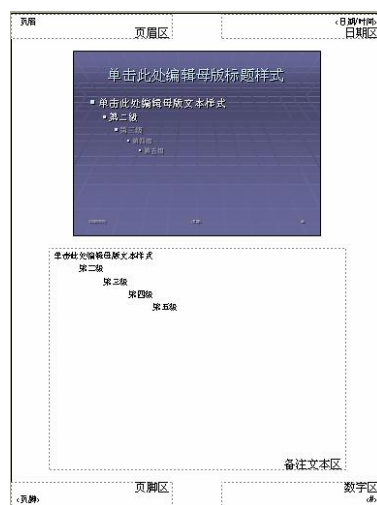 页眉
<日期/时间>
页眉区
日期区
单击此处编辑母版标题样式
单击此处编辑母版文本样式
第二级
第三级
第四级
第五级
单击此处编辑母版文本样式
第二级
第三级
第四级
第五级
备注文本区
页脚区
数字区
<页脚>
<#>